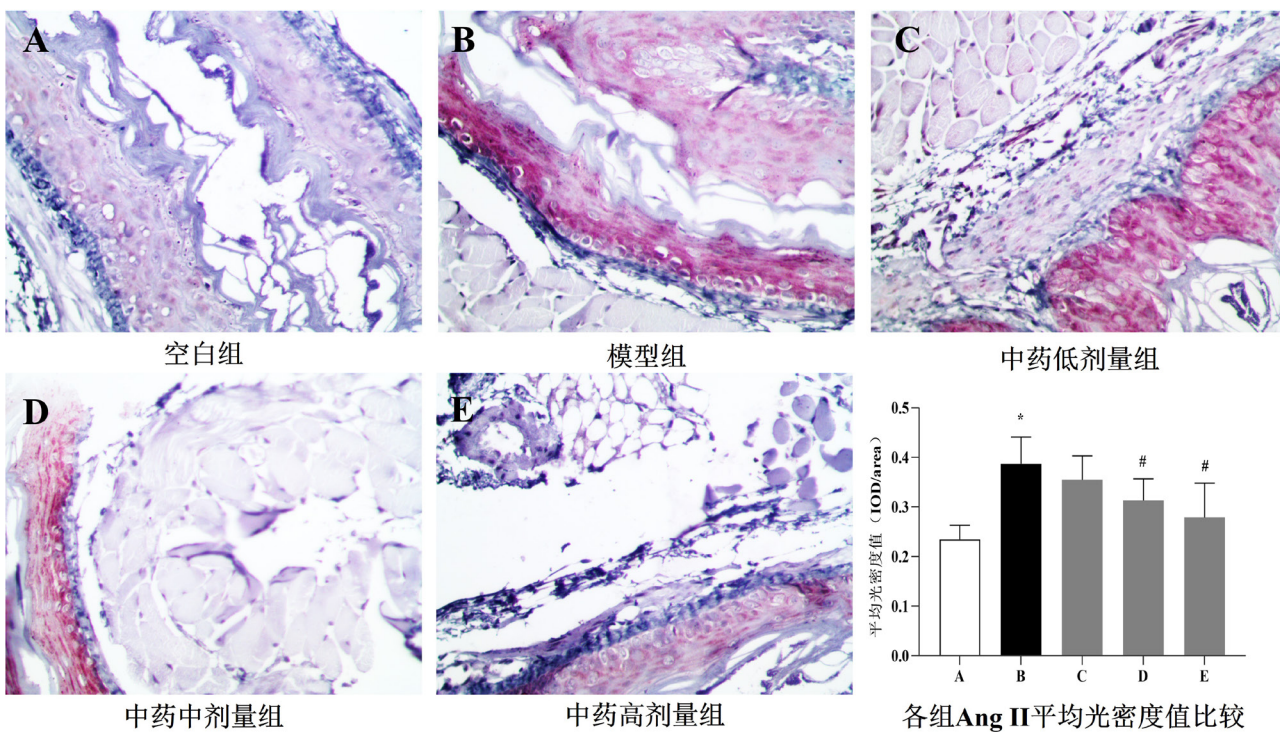 A
B
C
空白组
模型组
中药低剂量组
D
E
中药中剂量组
中药高剂量组
平均光密度值（IOD/area）
0.5
0.4
0.3
0.2
0.1
0.0
*
#
#
A
B
C
D
E
各组Ang II平均光密度值比较